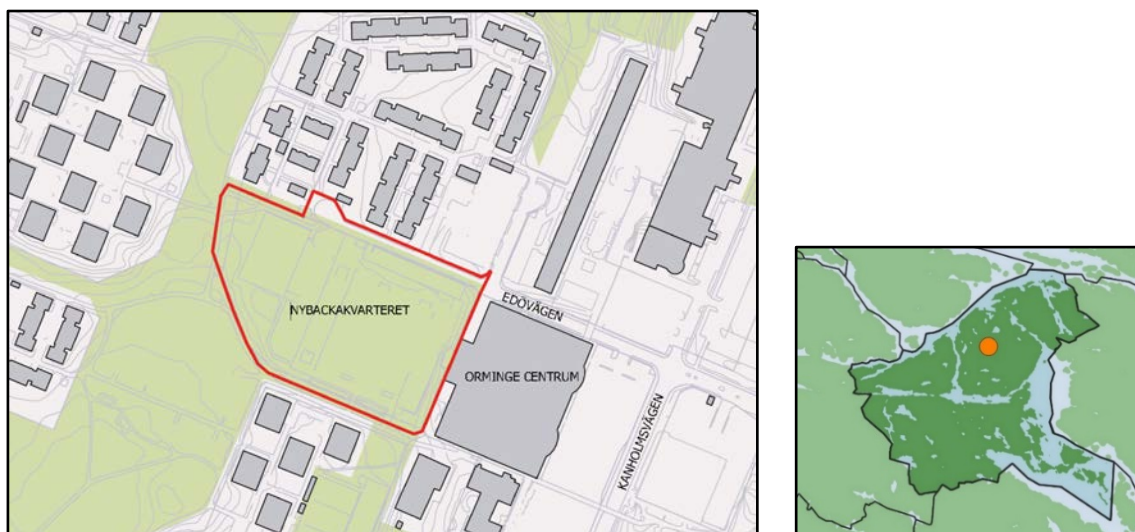 NYBACKAKVARTERET
EDÖVÄGEN
ORMINGE CENTRUM
KANHOLMSVÄGEN